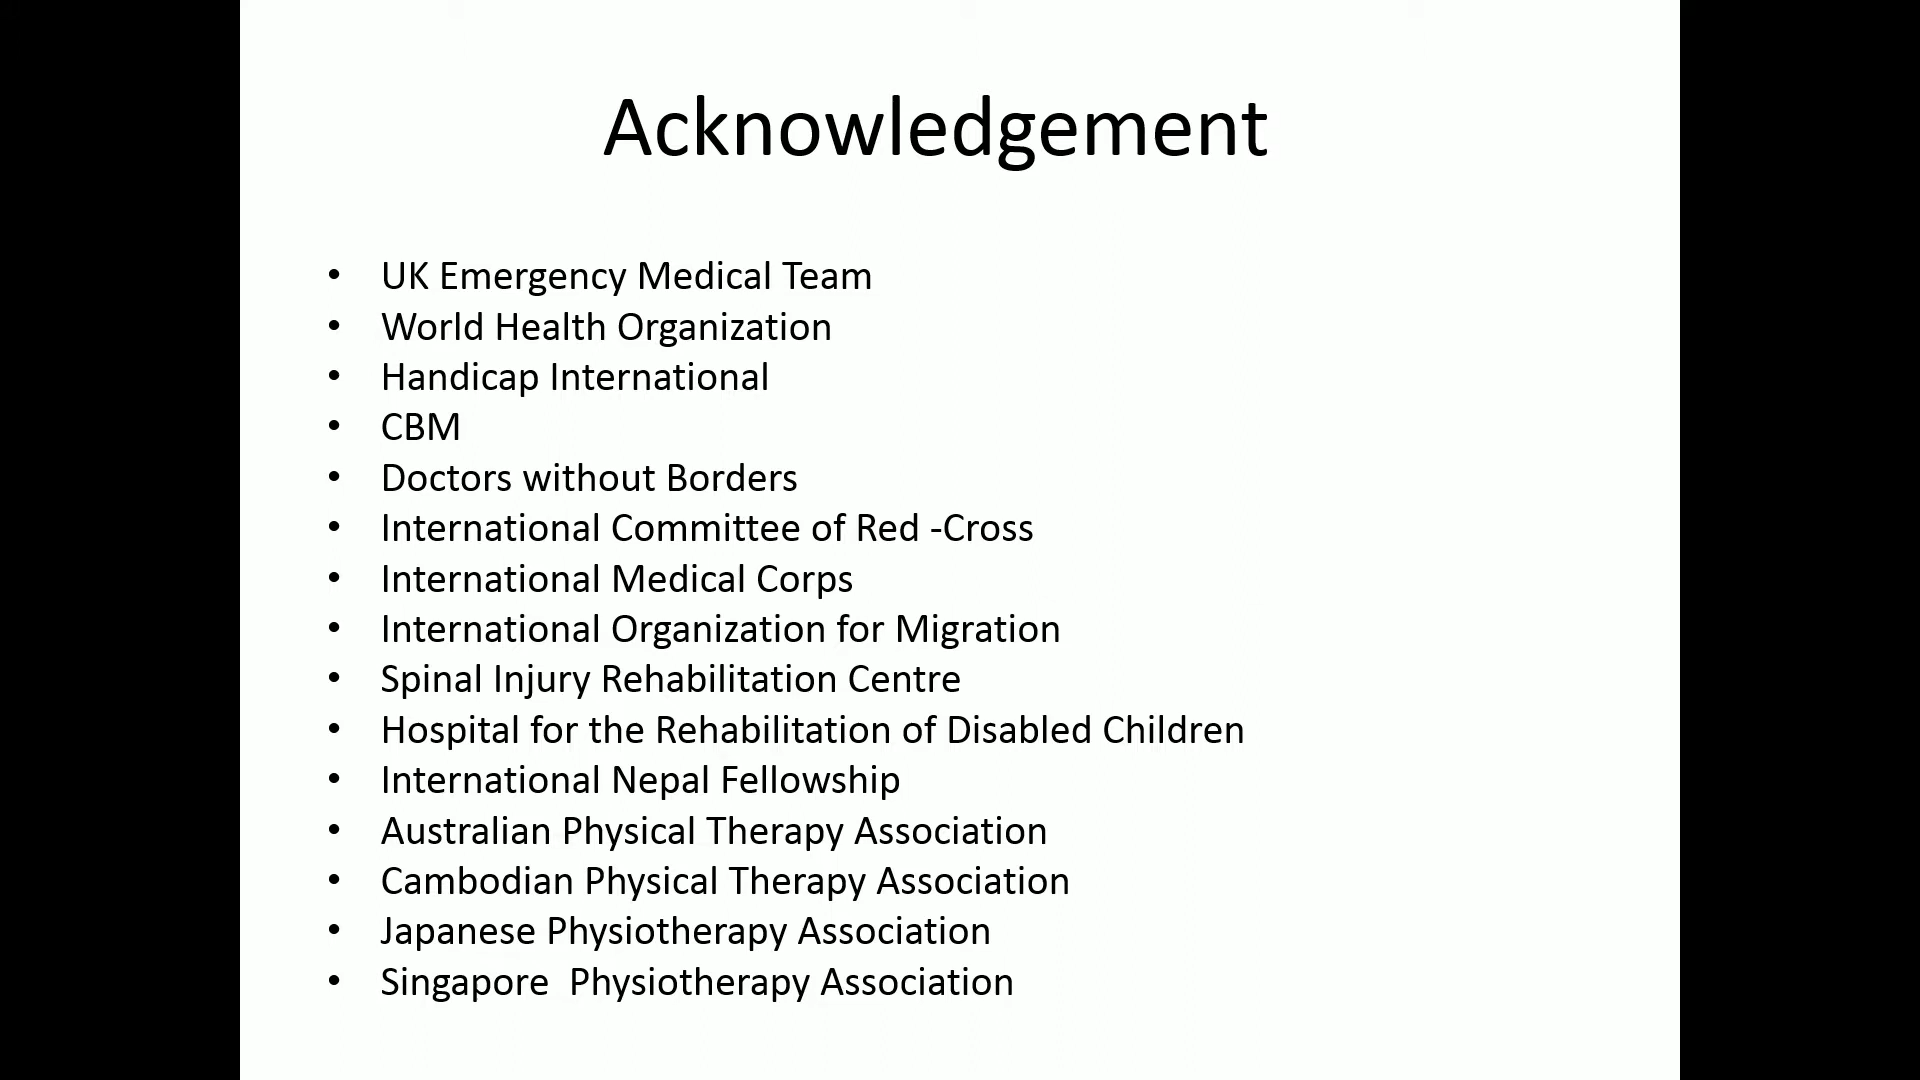 Acknowledgement
• UK Emergency Medical Team
• World Health Organization
• Handicap International
• CBM
• Doctors without Borders
• International Committee of Red -Cross
• International Medical Corps
• International Organization for Migration
• Spinal Injury Rehabilitation Centre
• Hospital for the Rehabilitation of Disabled Children
• International Nepal Fellowship
• Australian Physical Therapy Association
• Cambodian Physical Therapy Association
• Japanese Physiotherapy Association
• Singapore  Physiotherapy Association